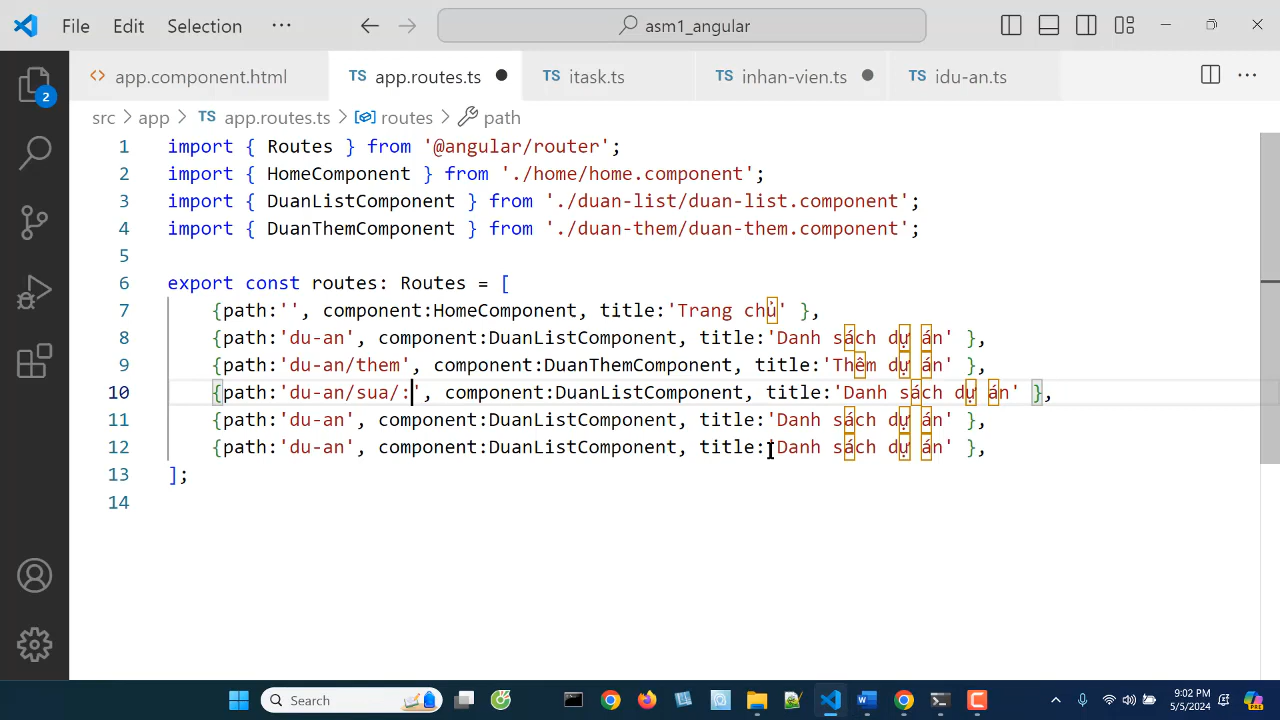 File Edit Selection ··· asm1_angular
<> app.component.html TS app.routes.ts TS itask.ts TS inhan-vien.ts TS idu-an.ts ···
src > app > TS app.routes.ts > routes > path
1 import { Routes } from '@angular/router';
2 import { HomeComponent } from './home/home.component';
3 import { DuanListComponent } from './duan-list/duan-list.component';
4 import { DuanThemComponent } from './duan-them/duan-them.component';
5
6 export const routes: Routes = [
7 {path:'', component:HomeComponent, title:'Trang chủ' },
8 {path:'du-an', component:DuanListComponent, title:'Danh sách dự án' },
9 {path:'du-an/them', component:DuanThemComponent, title:'Thêm dự án' },
10 {path:'du-an/sua/:', component:DuanListComponent, title:'Danh sách dự án' },
11 {path:'du-an', component:DuanListComponent, title:'Danh sách dự án' },
12 {path:'du-an', component:DuanListComponent, title:'Danh sách dự án' },
13 ];
14
2
Search
9:02 PM
5/5/2024